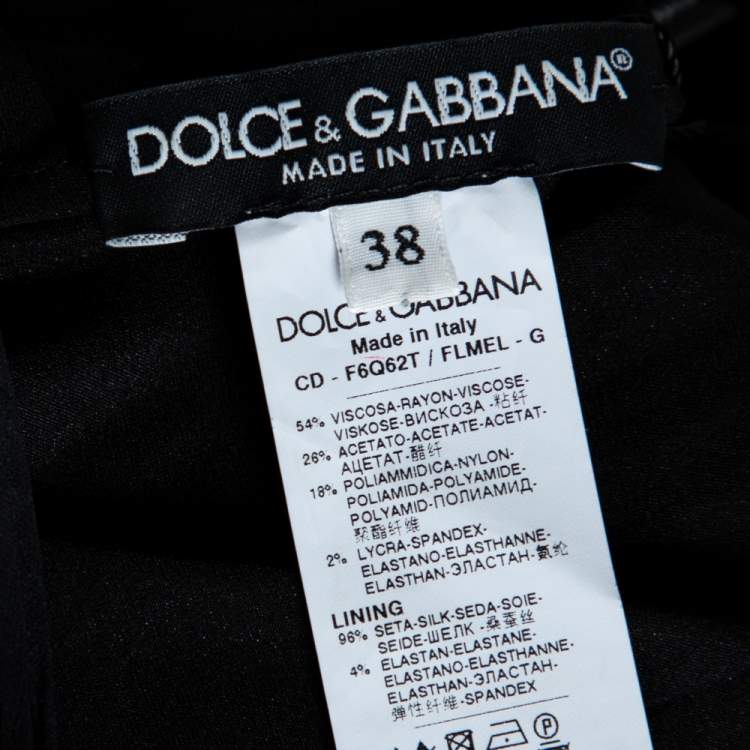 DOLCE & GABBANA®
MADE IN ITALY
38
DOLCE & GABBANA
Made in Italy
CD - F6Q62T / FLMEL - G
54% VISCOSA-RAYON-VISCOSE-
VISKOSE-ВИСКОЗА -粘纤
26% ACETATO-ACETATE-ACETAT-
АЦЕТАТ-醋纤
18% POLIAMMIDICA-NYLON-
POLIAMIDA-POLYAMIDE-
POLYAMID-ПОЛИАМИД-
聚酯纤维
2% LYCRA-SPANDEX-
ELASTANO-ELASTHANNE-
ELASTHAN-ЭЛАСТАН-氨纶
LINING
96% SETA-SILK-SEDA-SOIE-
SEIDE-ШЕЛК -桑蚕丝
4% ELASTAN-ELASTANE-
ELASTANO-ELASTHANNE-
ELASTHAN-ЭЛАСТАН-
弹性纤维-SPANDEX
P